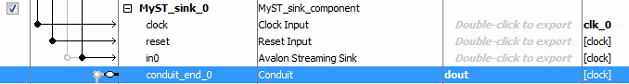 MyST_sink_0 MyST_sink_component
clock Clock Input Double-click to export clk_0
reset Reset Input Double-click to export [clock]
in0 Avalon Streaming Sink Double-click to export [clock]
conduit_end_0 Conduit dout [clock]